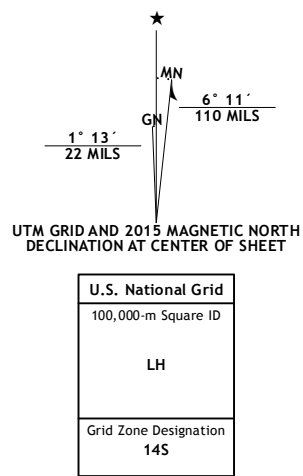 ★
MN
6° 11´
110 MILS
GN
1° 13´
22 MILS
UTM GRID AND 2015 MAGNETIC NORTH
DECLINATION AT CENTER OF SHEET
U.S. National Grid
100,000-m Square ID
LH
Grid Zone Designation
14S